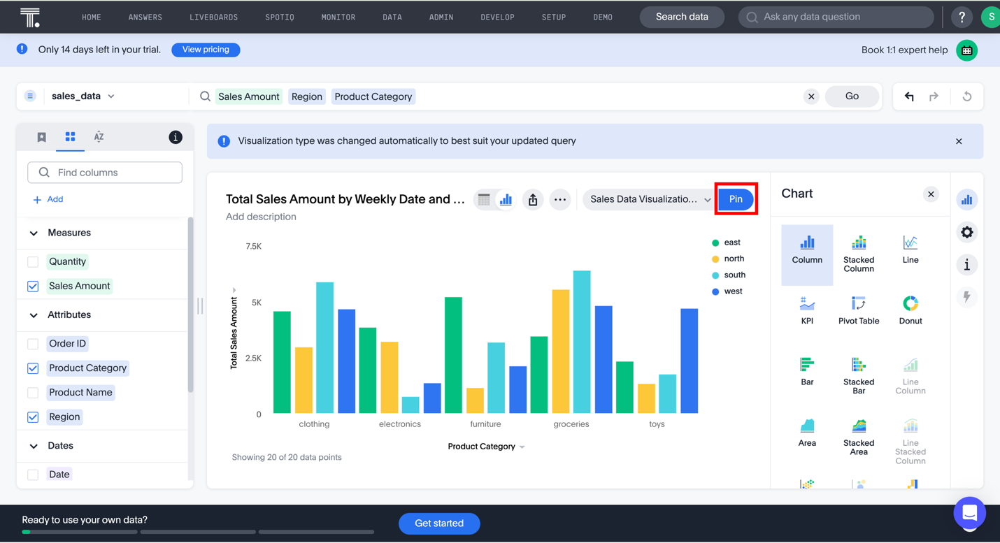 HOME ANSWERS LIVEBOARDS SPOTIQ MONITOR DATA ADMIN DEVELOP SETUP DEMO Search data Ask any data question ? S
Only 14 days left in your trial. View pricing Book 1:1 expert help
sales_data Sales Amount Region Product Category Go
AZ
Visualization type was changed automatically to best suit your updated query
Find columns
Add
Measures
Quantity
Sales Amount
Attributes
Order ID
Product Category
Product Name
Region
Dates
Date
Total Sales Amount by Weekly Date and ... Sales Data Visualizatio... Pin
Add description
7.5K
5K
2.5K
0
Total Sales Amount
east
north
south
west
clothing electronics furniture groceries toys
Product Category
Showing 20 of 20 data points
Chart
Column
Stacked
Column
Line
KPI
Pivot Table
Donut
Bar
Stacked
Bar
Line
Column
Area
Stacked
Area
Line
Stacked
Column
Ready to use your own data? Get started